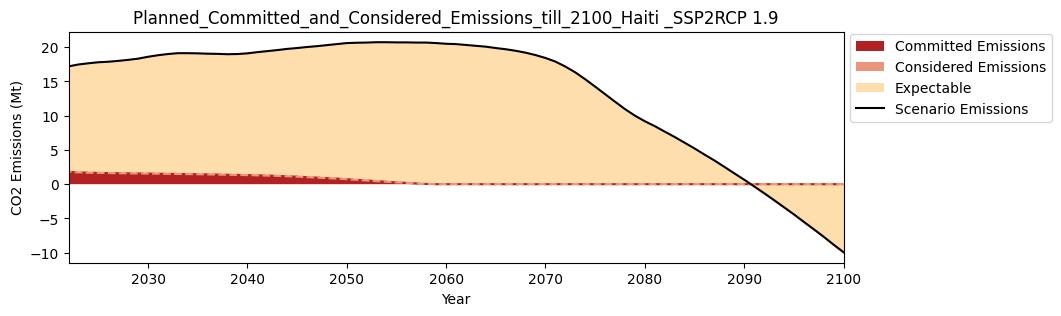 Planned_Committed_and_Considered_Emissions_till_2100_Haiti _SSP2RCP 1.9
CO2 Emissions (Mt)
20
15
10
5
0
−5
−10
2030 2040 2050 2060 2070 2080 2090 2100
Year
Committed Emissions
Considered Emissions
Expectable
Scenario Emissions